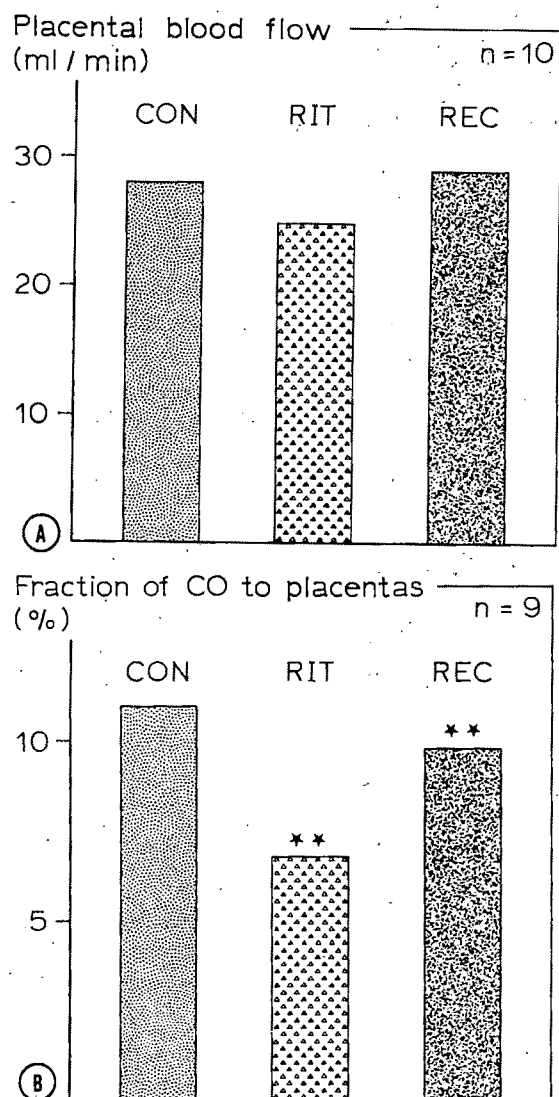 Placental blood flow
(ml / min)
n = 10
CON RIT REC
30
20
10
A
Fraction of CO to placentas
(%)
n = 9
CON RIT REC
10
★ ★
★ ★
5
B